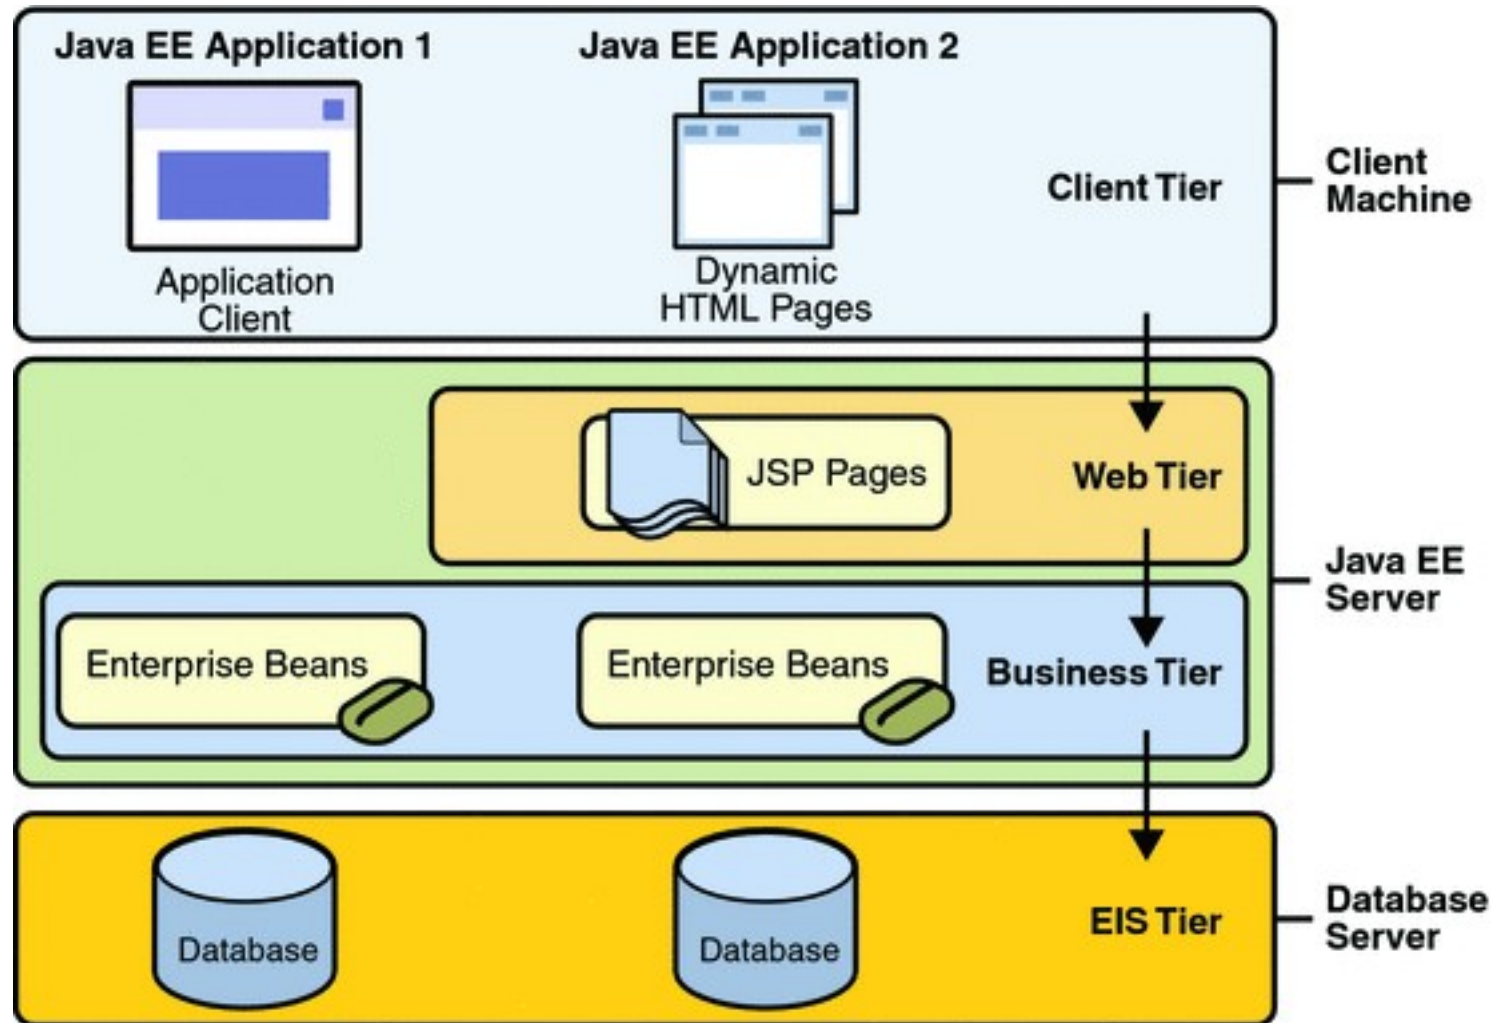 Java EE Application 1
Java EE Application 2
Application
Client
Dynamic
HTML Pages
Client Tier
Client
Machine
JSP Pages
Web Tier
Java EE
Server
Enterprise Beans
Enterprise Beans
Business Tier
Database
Database
EIS Tier
Database
Server